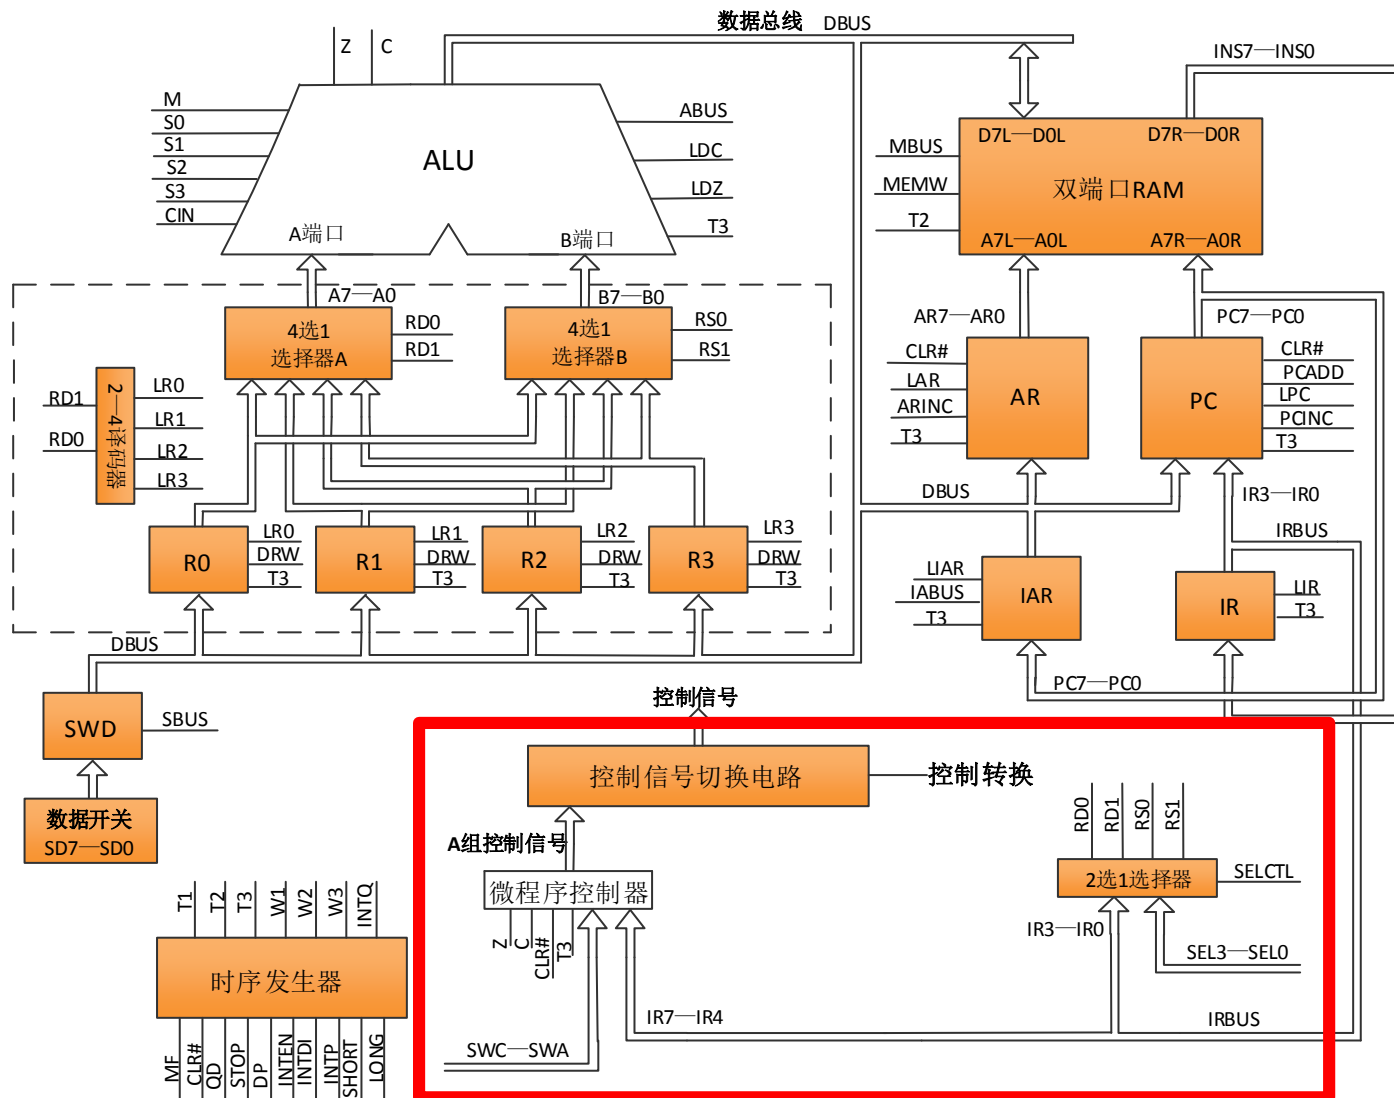 数据总线 DBUS
Z
C
INS7—INS0
M
S0
S1
S2
S3
CIN
ALU
ABUS
LDC
LDZ
T3
A端口
B端口
MBUS
MEMW
T2
D7L—D0L
D7R—D0R
双端口RAM
A7L—A0L
A7R—A0R
A7—A0
B7—B0
4选1
选择器A
RD0
RD1
4选1
选择器B
RS0
RS1
AR7—AR0
PC7—PC0
CLR#
LAR
ARINC
T3
AR
PC
CLR#
PCADD
LPC
PCINC
T3
RD1
RD0
2—4译码器
LR0
LR1
LR2
LR3
DBUS
IR3—IR0
IRBUS
R0
LR0
DRW
T3
R1
LR1
DRW
T3
R2
LR2
DRW
T3
R3
LR3
DRW
T3
LIAR
IABUS
T3
IAR
IR
LIR
T3
DBUS
PC7—PC0
SWD
SBUS
数据开关
SD7—SD0
控制信号
控制信号切换电路
控制转换
A组控制信号
微程序控制器
Z
C
CLR#
T3
RD0
RD1
RS0
RS1
2选1选择器
SELCTL
IR3—IR0
SEL3—SEL0
IR7—IR4
IRBUS
SWC—SWA
T1
T2
T3
W1
W2
W3
INTQ
时序发生器
MF
CLR#
QD
STOP
DP
INTEN
INTDI
INTP
SHORT
LONG